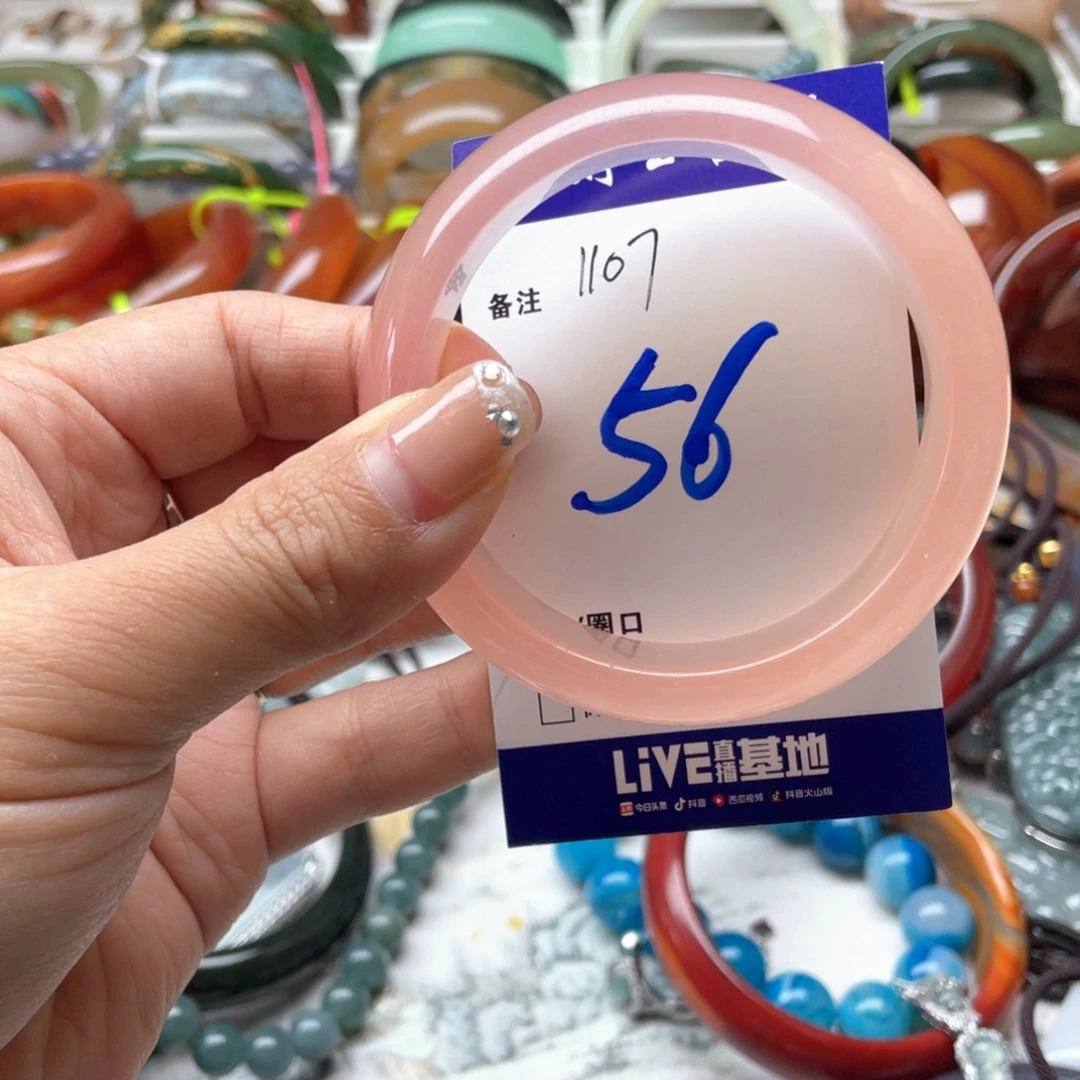 备注 1107
56
圈口
LiVE直播基地
今日头条 抖音 西瓜视频 抖音火山版